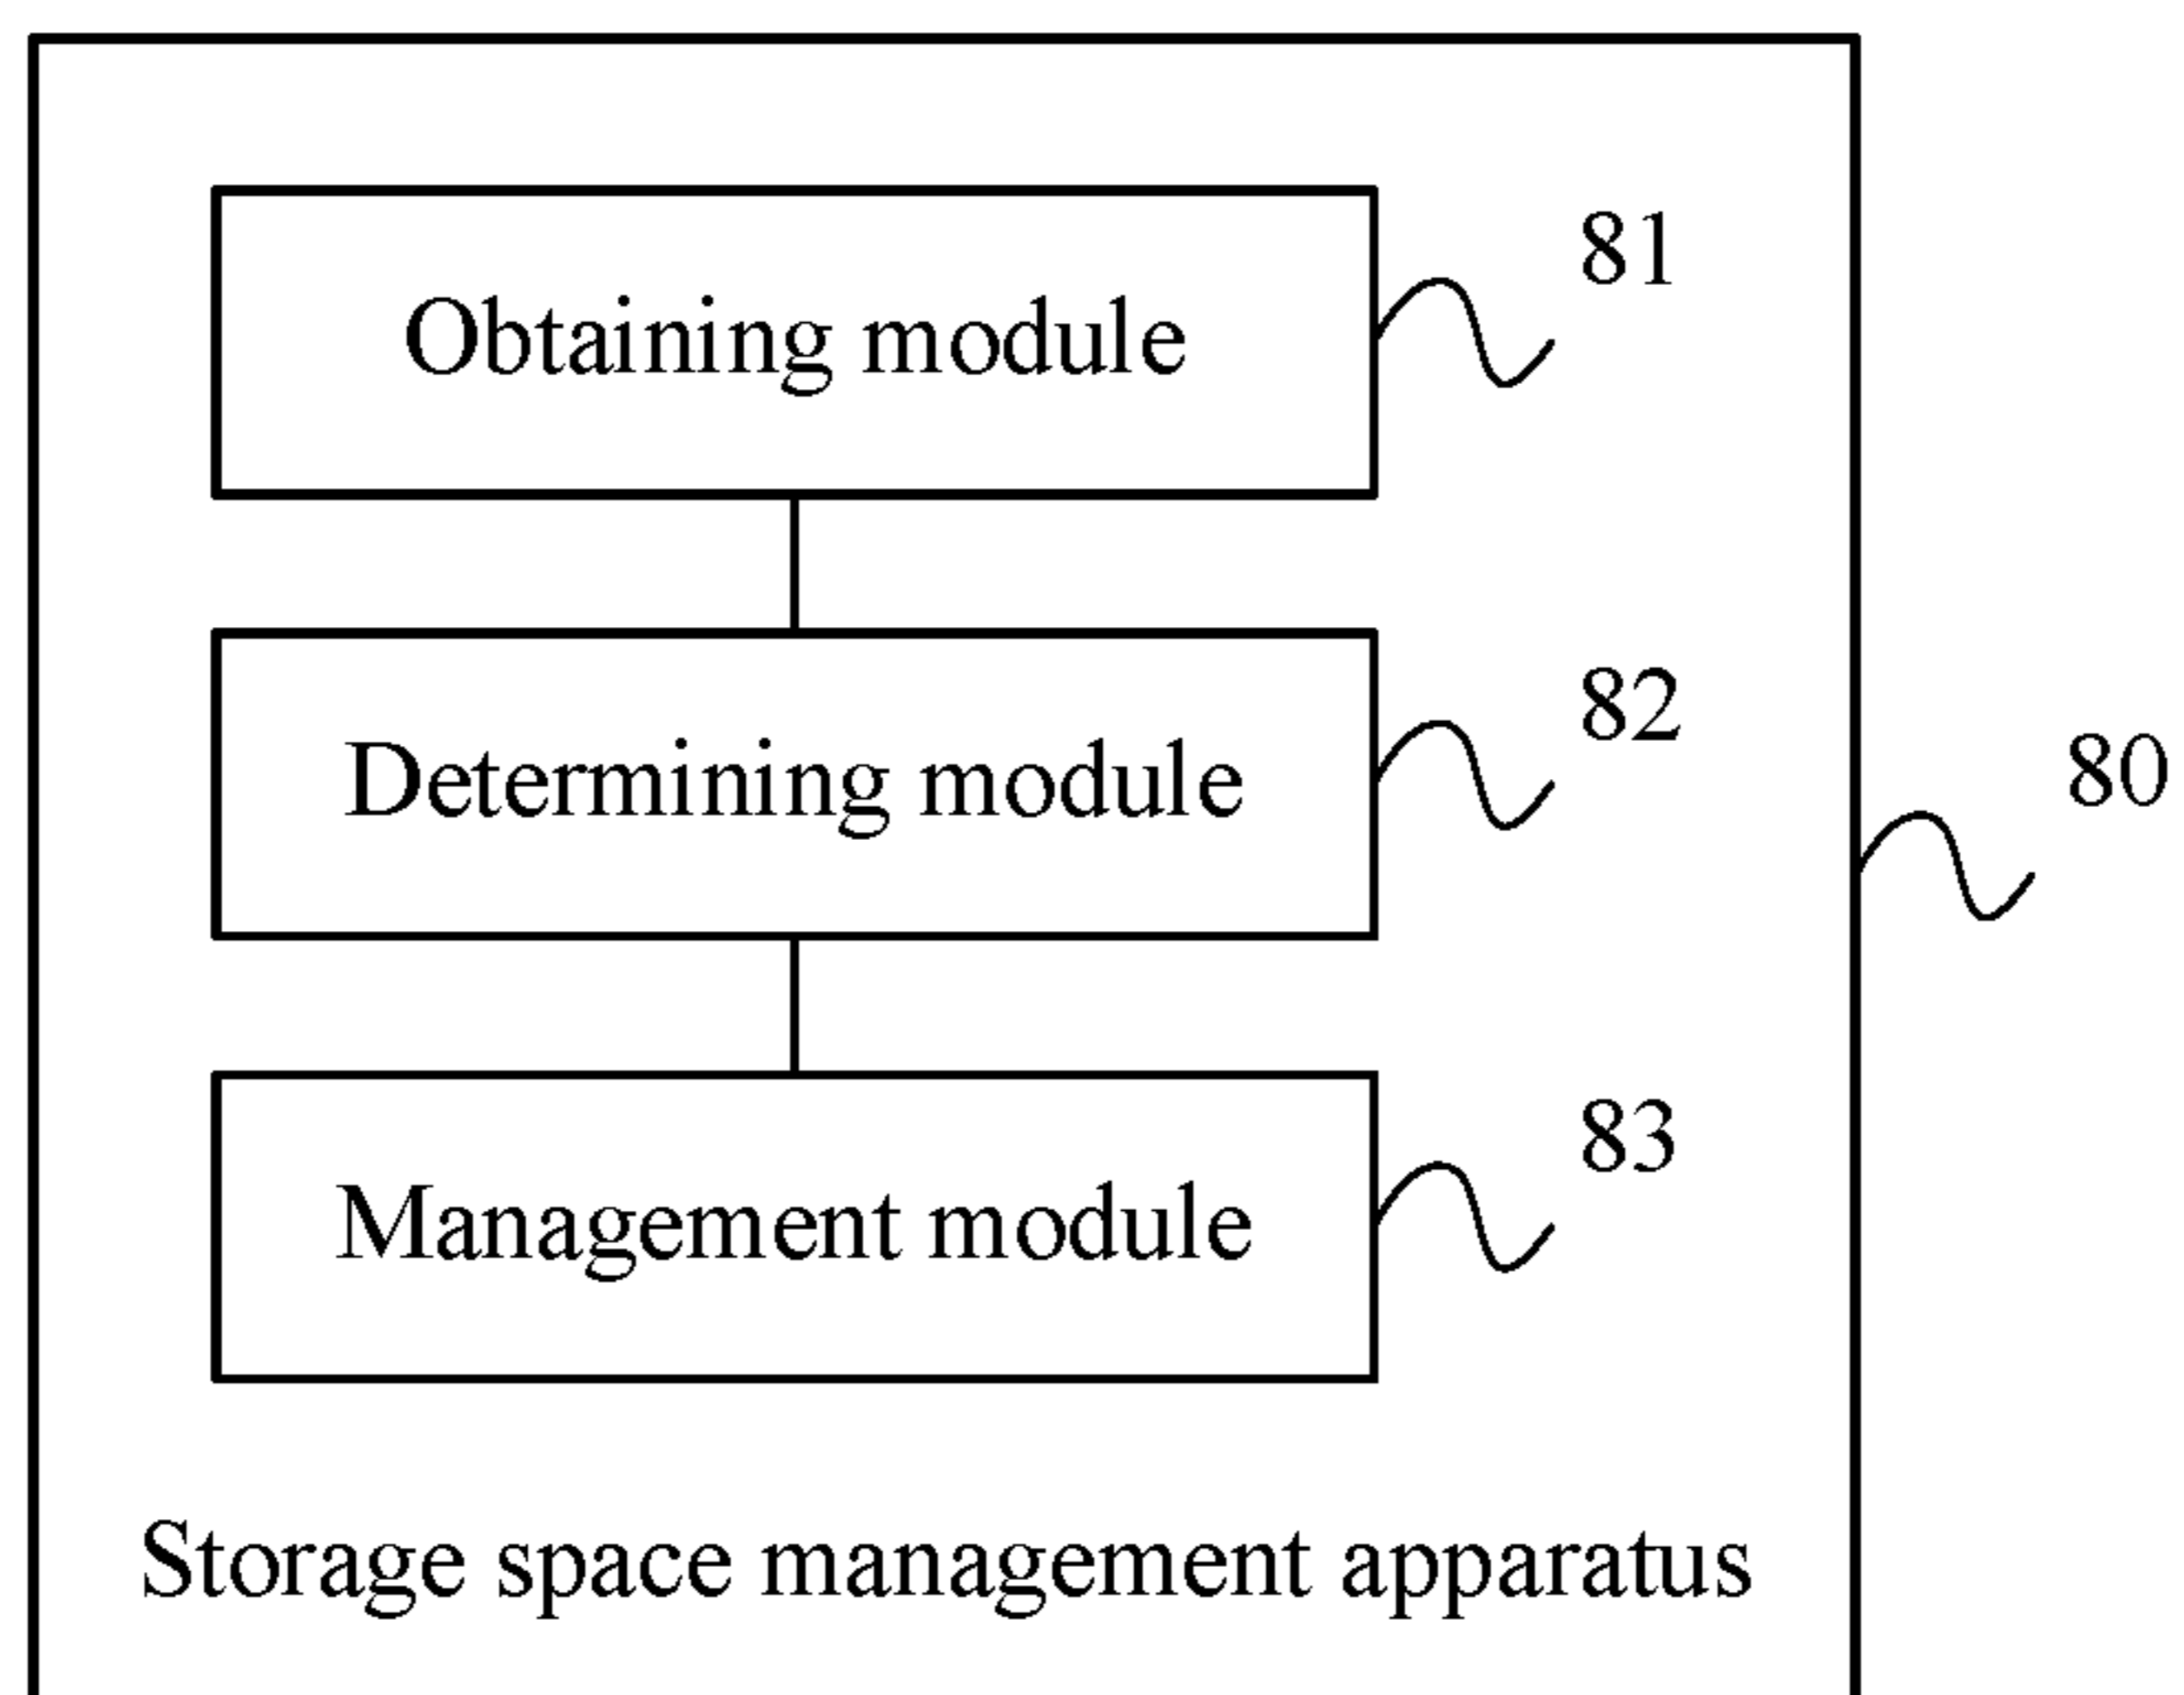 Obtaining module
81
Determining module
82
80
Management module
83
Storage space management apparatus